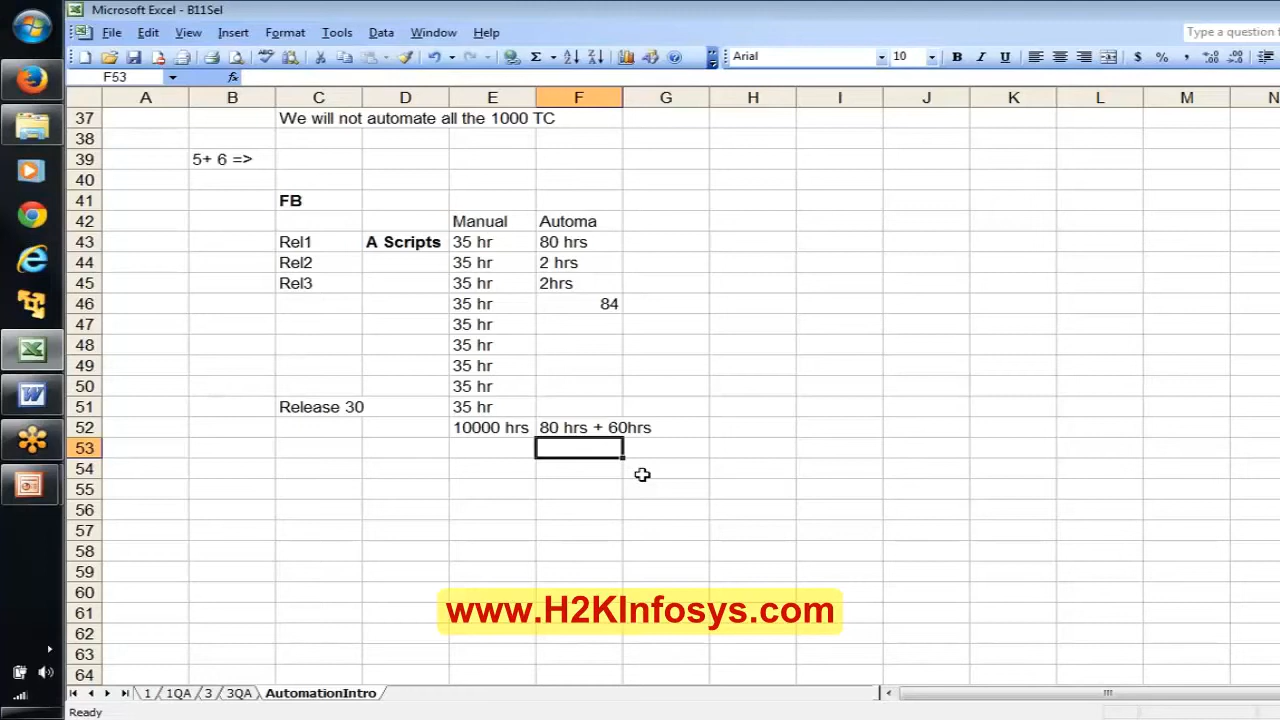 Microsoft Excel - B11Sel
File Edit View Insert Format Tools Data Window Help
Type a question f
Arial 10 B I U $ % ,
F53 fx
A B C D E F G H I J K L M N
37 We will not automate all the 1000 TC
38
39 5+ 6 =>
40
41 FB
42 Manual Automa
43 Rel1 A Scripts 35 hr 80 hrs
44 Rel2 35 hr 2 hrs
45 Rel3 35 hr 2hrs
46 35 hr 84
47 35 hr
48 35 hr
49 35 hr
50 35 hr
51 Release 30 35 hr
52 10000 hrs 80 hrs + 60hrs
53
54
55
56
57
58
59
60
www.H2KInfosys.com
61
62
63
64
1 1QA 3 3QA AutomationIntro
Ready